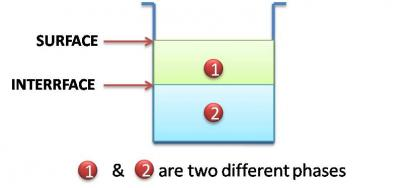 SURFACE
1
INTERRFACE
2
1 & 2 are two different phases